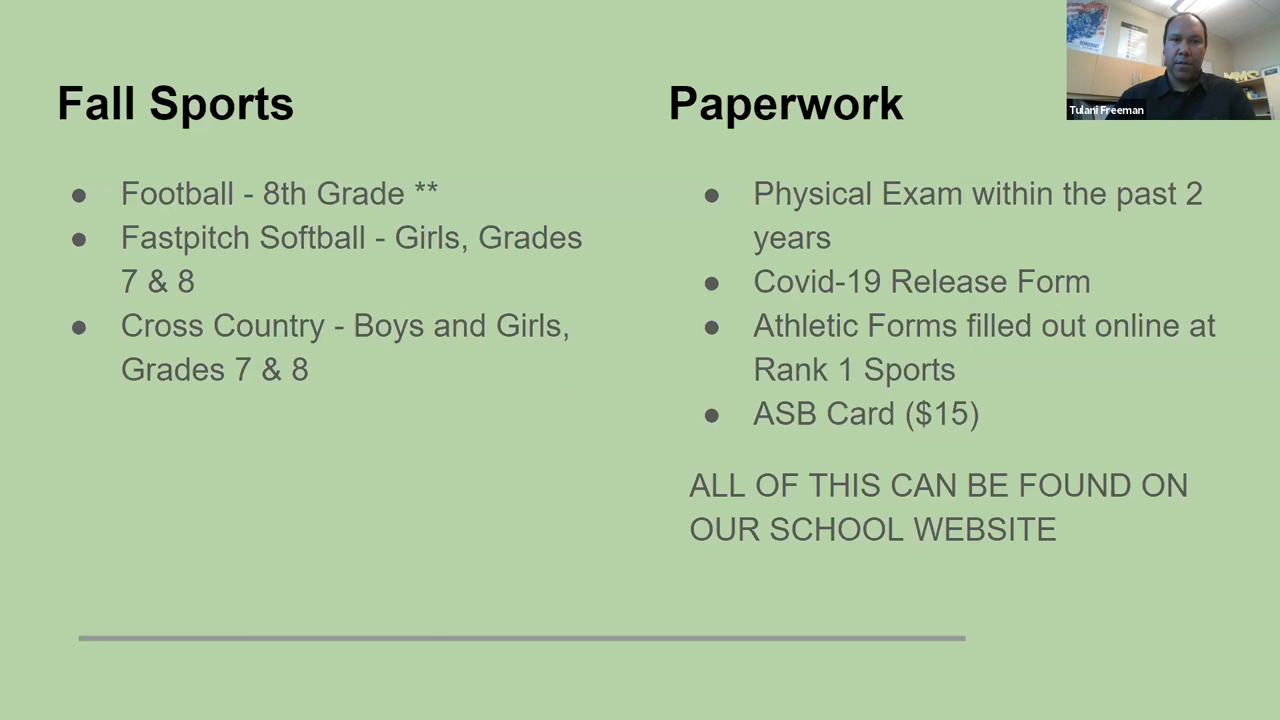 Fall Sports
Football - 8th Grade **
Fastpitch Softball - Girls, Grades
7 & 8
Cross Country - Boys and Girls,
Grades 7 & 8
Paperwork
Physical Exam within the past 2
years
Covid-19 Release Form
Athletic Forms filled out online at
Rank 1 Sports
ASB Card ($15)
ALL OF THIS CAN BE FOUND ON
OUR SCHOOL WEBSITE
Tulani Freeman